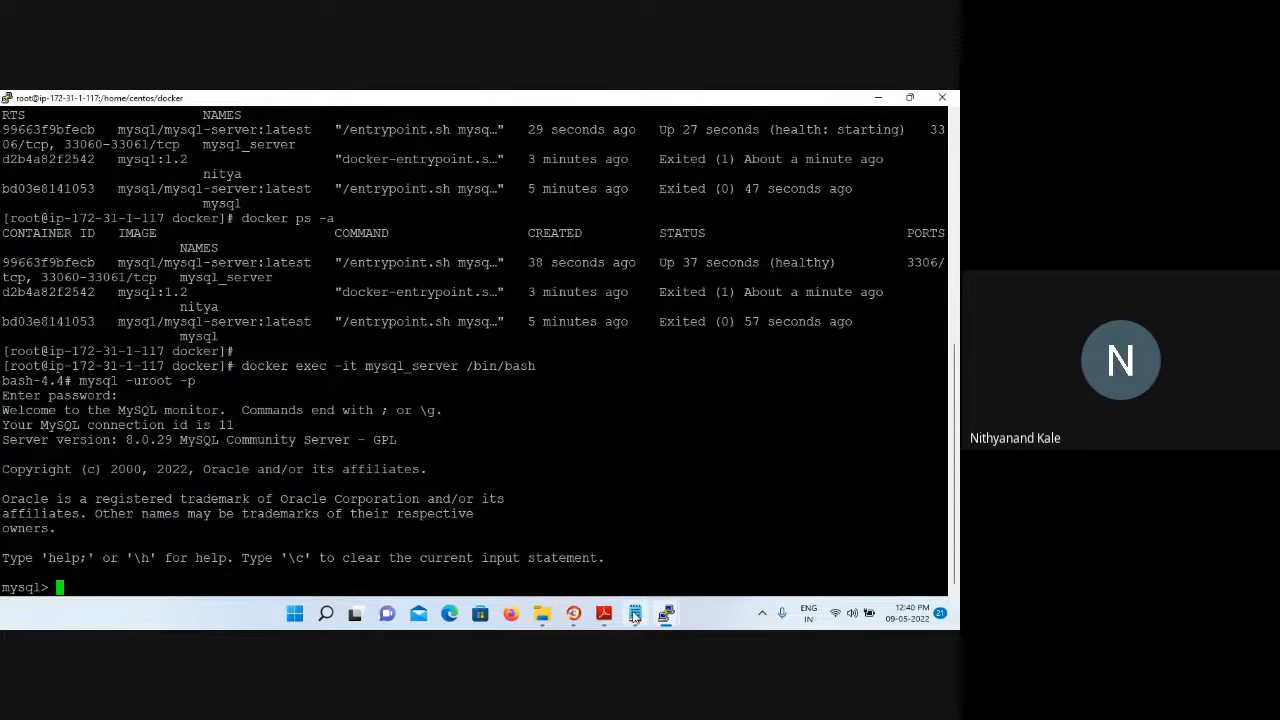 root@ip-172-31-1-117:/home/centos/docker
RTS NAMES
99663f9bfecb mysql/mysql-server:latest "/entrypoint.sh mysq…" 29 seconds ago Up 27 seconds (health: starting) 33
06/tcp, 33060-33061/tcp mysql_server
d2b4a82f2542 mysql:1.2 "docker-entrypoint.s…" 3 minutes ago Exited (1) About a minute ago
nitya
bd03e8141053 mysql/mysql-server:latest "/entrypoint.sh mysq…" 5 minutes ago Exited (0) 47 seconds ago
mysql
[root@ip-172-31-1-117 docker]# docker ps -a
CONTAINER ID IMAGE COMMAND CREATED STATUS PORTS
NAMES
99663f9bfecb mysql/mysql-server:latest "/entrypoint.sh mysq…" 38 seconds ago Up 37 seconds (healthy) 3306/
tcp, 33060-33061/tcp mysql_server
d2b4a82f2542 mysql:1.2 "docker-entrypoint.s…" 3 minutes ago Exited (1) About a minute ago
nitya
bd03e8141053 mysql/mysql-server:latest "/entrypoint.sh mysq…" 5 minutes ago Exited (0) 57 seconds ago
mysql
[root@ip-172-31-1-117 docker]#
[root@ip-172-31-1-117 docker]# docker exec -it mysql_server /bin/bash
bash-4.4# mysql -uroot -p
Enter password:
Welcome to the MySQL monitor. Commands end with ; or \g.
Your MySQL connection id is 11
Server version: 8.0.29 MySQL Community Server - GPL
Copyright (c) 2000, 2022, Oracle and/or its affiliates.
Oracle is a registered trademark of Oracle Corporation and/or its
affiliates. Other names may be trademarks of their respective
owners.
Type 'help;' or '\h' for help. Type '\c' to clear the current input statement.
mysql>
ENG
IN
12:40 PM
09-05-2022
21
N
Nithyanand Kale